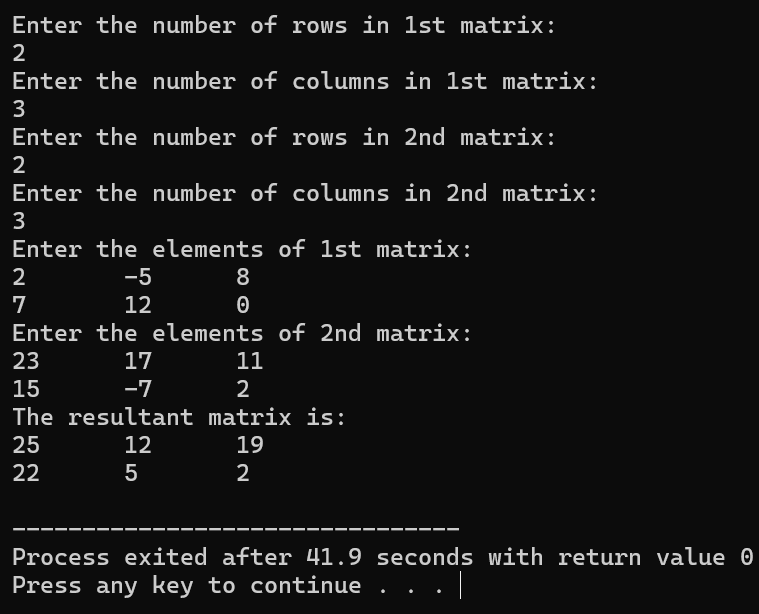 Enter the number of rows in 1st matrix:
2
Enter the number of columns in 1st matrix:
3
Enter the number of rows in 2nd matrix:
2
Enter the number of columns in 2nd matrix:
3
Enter the elements of 1st matrix:
2 -5 8
7 12 0
Enter the elements of 2nd matrix:
23 17 11
15 -7 2
The resultant matrix is:
25 12 19
22 5 2
--------------------------------
Process exited after 41.9 seconds with return value 0
Press any key to continue . . .